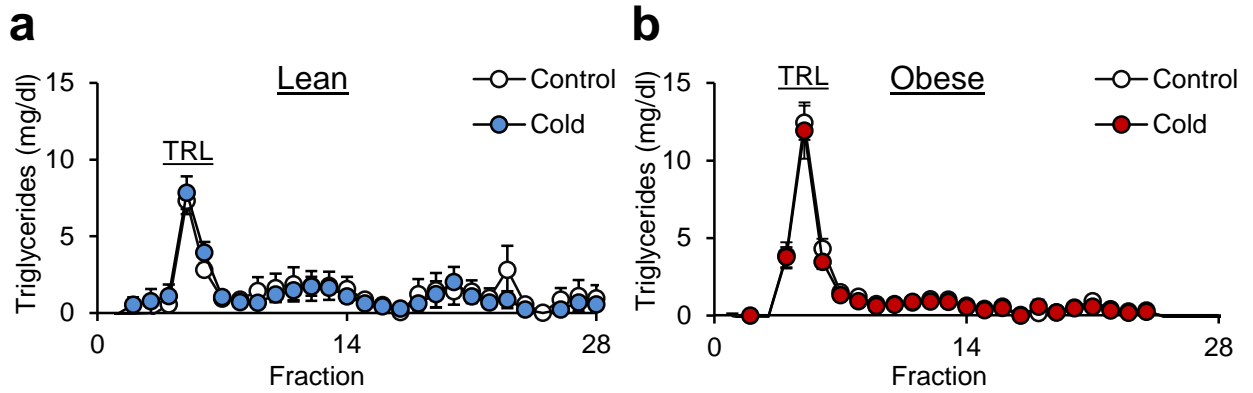 a
Lean
Control
Cold
TRL
Triglycerides (mg/dl)
15
10
5
0
0
14
28
Fraction
b
Obese
Control
Cold
TRL
Triglycerides (mg/dl)
15
10
5
0
0
14
28
Fraction